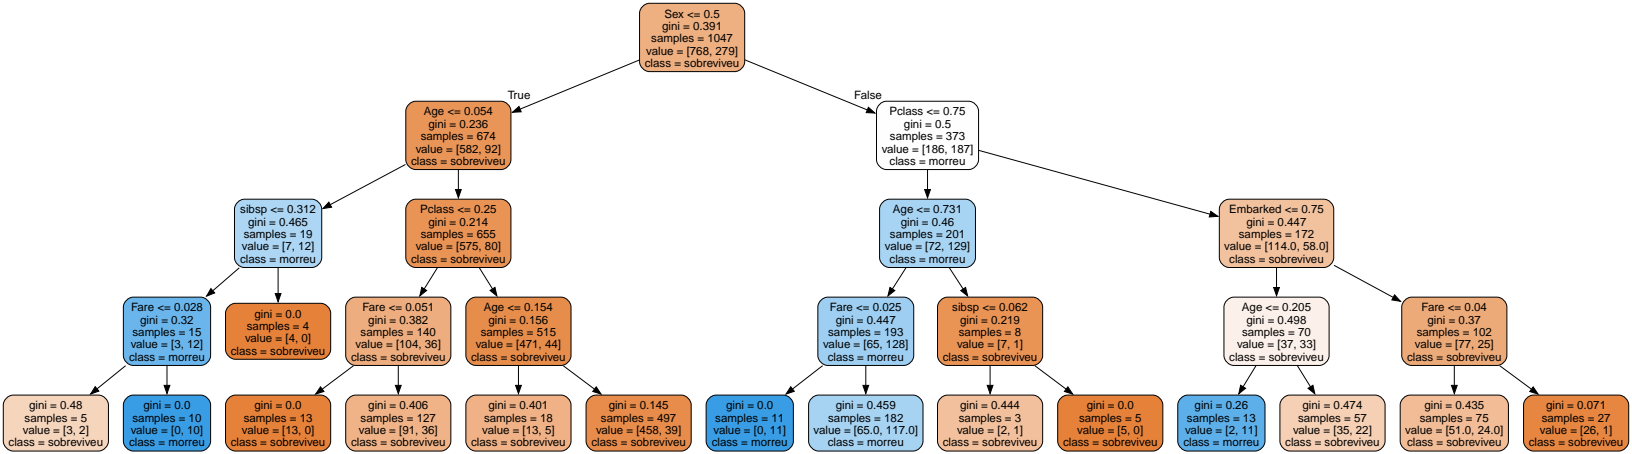 Sex <= 0.5
gini = 0.391
samples = 1047
value = [768, 279]
class = sobreviveu
True
False
Age <= 0.054
gini = 0.236
samples = 674
value = [582, 92]
class = sobreviveu
Pclass <= 0.75
gini = 0.5
samples = 373
value = [186, 187]
class = morreu
sibsp <= 0.312
gini = 0.465
samples = 19
value = [7, 12]
class = morreu
Pclass <= 0.25
gini = 0.214
samples = 655
value = [575, 80]
class = sobreviveu
Age <= 0.731
gini = 0.46
samples = 201
value = [72, 129]
class = morreu
Embarked <= 0.75
gini = 0.447
samples = 172
value = [114.0, 58.0]
class = sobreviveu
Fare <= 0.028
gini = 0.32
samples = 15
value = [3, 12]
class = morreu
gini = 0.0
samples = 4
value = [4, 0]
class = sobreviveu
Fare <= 0.051
gini = 0.382
samples = 140
value = [104, 36]
class = sobreviveu
Age <= 0.154
gini = 0.156
samples = 515
value = [471, 44]
class = sobreviveu
Fare <= 0.025
gini = 0.447
samples = 193
value = [65, 128]
class = morreu
sibsp <= 0.062
gini = 0.219
samples = 8
value = [7, 1]
class = sobreviveu
Age <= 0.205
gini = 0.498
samples = 70
value = [37, 33]
class = sobreviveu
Fare <= 0.04
gini = 0.37
samples = 102
value = [77, 25]
class = sobreviveu
gini = 0.48
samples = 5
value = [3, 2]
class = sobreviveu
gini = 0.0
samples = 10
value = [0, 10]
class = morreu
gini = 0.0
samples = 13
value = [13, 0]
class = sobreviveu
gini = 0.406
samples = 127
value = [91, 36]
class = sobreviveu
gini = 0.401
samples = 18
value = [13, 5]
class = sobreviveu
gini = 0.145
samples = 497
value = [458, 39]
class = sobreviveu
gini = 0.0
samples = 11
value = [0, 11]
class = morreu
gini = 0.459
samples = 182
value = [65.0, 117.0]
class = morreu
gini = 0.444
samples = 3
value = [2, 1]
class = sobreviveu
gini = 0.0
samples = 5
value = [5, 0]
class = sobreviveu
gini = 0.26
samples = 13
value = [2, 11]
class = morreu
gini = 0.474
samples = 57
value = [35, 22]
class = sobreviveu
gini = 0.435
samples = 75
value = [51.0, 24.0]
class = sobreviveu
gini = 0.071
samples = 27
value = [26, 1]
class = sobreviveu